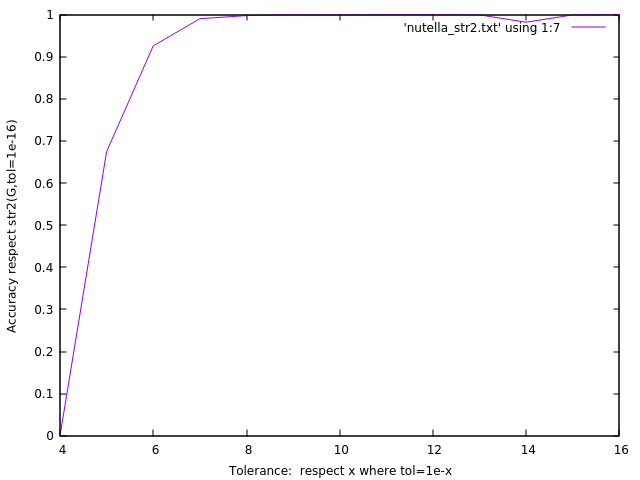 1
0.9
0.8
0.7
0.6
0.5
0.4
0.3
0.2
0.1
0
4 6 8 10 12 14 16
'nutella_str2.txt' using 1:7
Accuracy respect str2(G,tol=1e-16)
Tolerance:  respect x where tol=1e-x